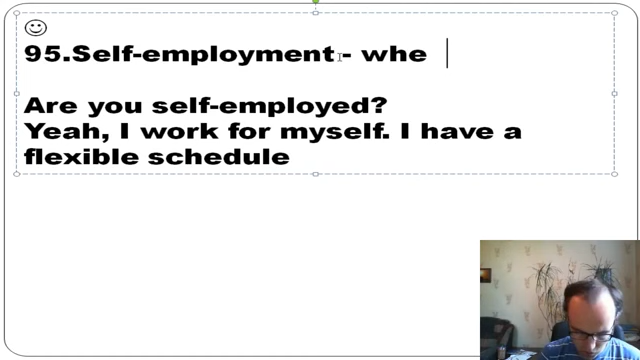 95.Self-employment - whe
Are you self-employed?
Yeah, I work for myself. I have a
flexible schedule